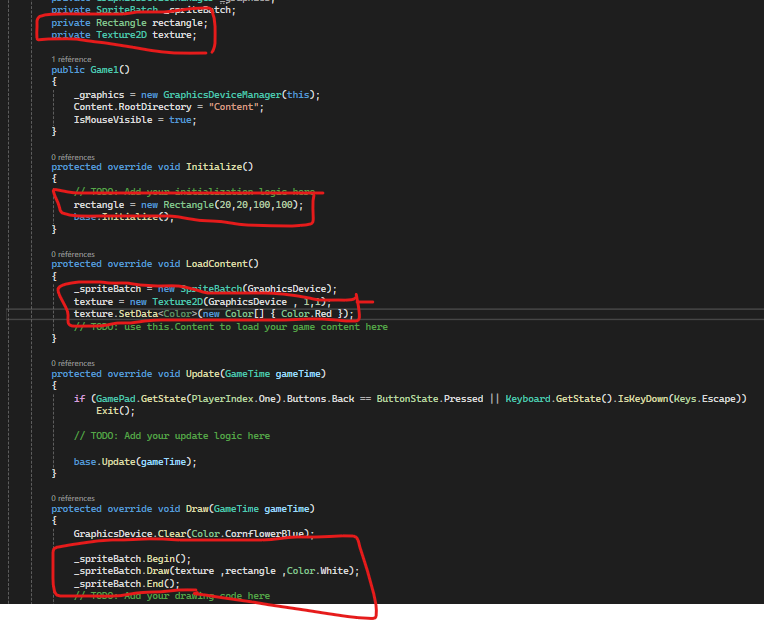 private SpriteBatch _spriteBatch;
private Rectangle rectangle;
private Texture2D texture;
1 référence
public Game1()
{
_graphics = new GraphicsDeviceManager(this);
Content.RootDirectory = "Content";
IsMouseVisible = true;
}
0 références
protected override void Initialize()
{
// TODO: Add your initialization logic here
rectangle = new Rectangle(20,20,100,100);
base.Initialize();
}
0 références
protected override void LoadContent()
{
_spriteBatch = new SpriteBatch(GraphicsDevice);
texture = new Texture2D(GraphicsDevice , 1,1);
texture.SetData<Color>(new Color[] { Color.Red });
// TODO: use this.Content to load your game content here
}
0 références
protected override void Update(GameTime gameTime)
{
if (GamePad.GetState(PlayerIndex.One).Buttons.Back == ButtonState.Pressed || Keyboard.GetState().IsKeyDown(Keys.Escape))
Exit();
// TODO: Add your update logic here
base.Update(gameTime);
}
0 références
protected override void Draw(GameTime gameTime)
{
GraphicsDevice.Clear(Color.CornflowerBlue);
_spriteBatch.Begin();
_spriteBatch.Draw(texture ,rectangle ,Color.White);
_spriteBatch.End();
// TODO: Add your drawing code here